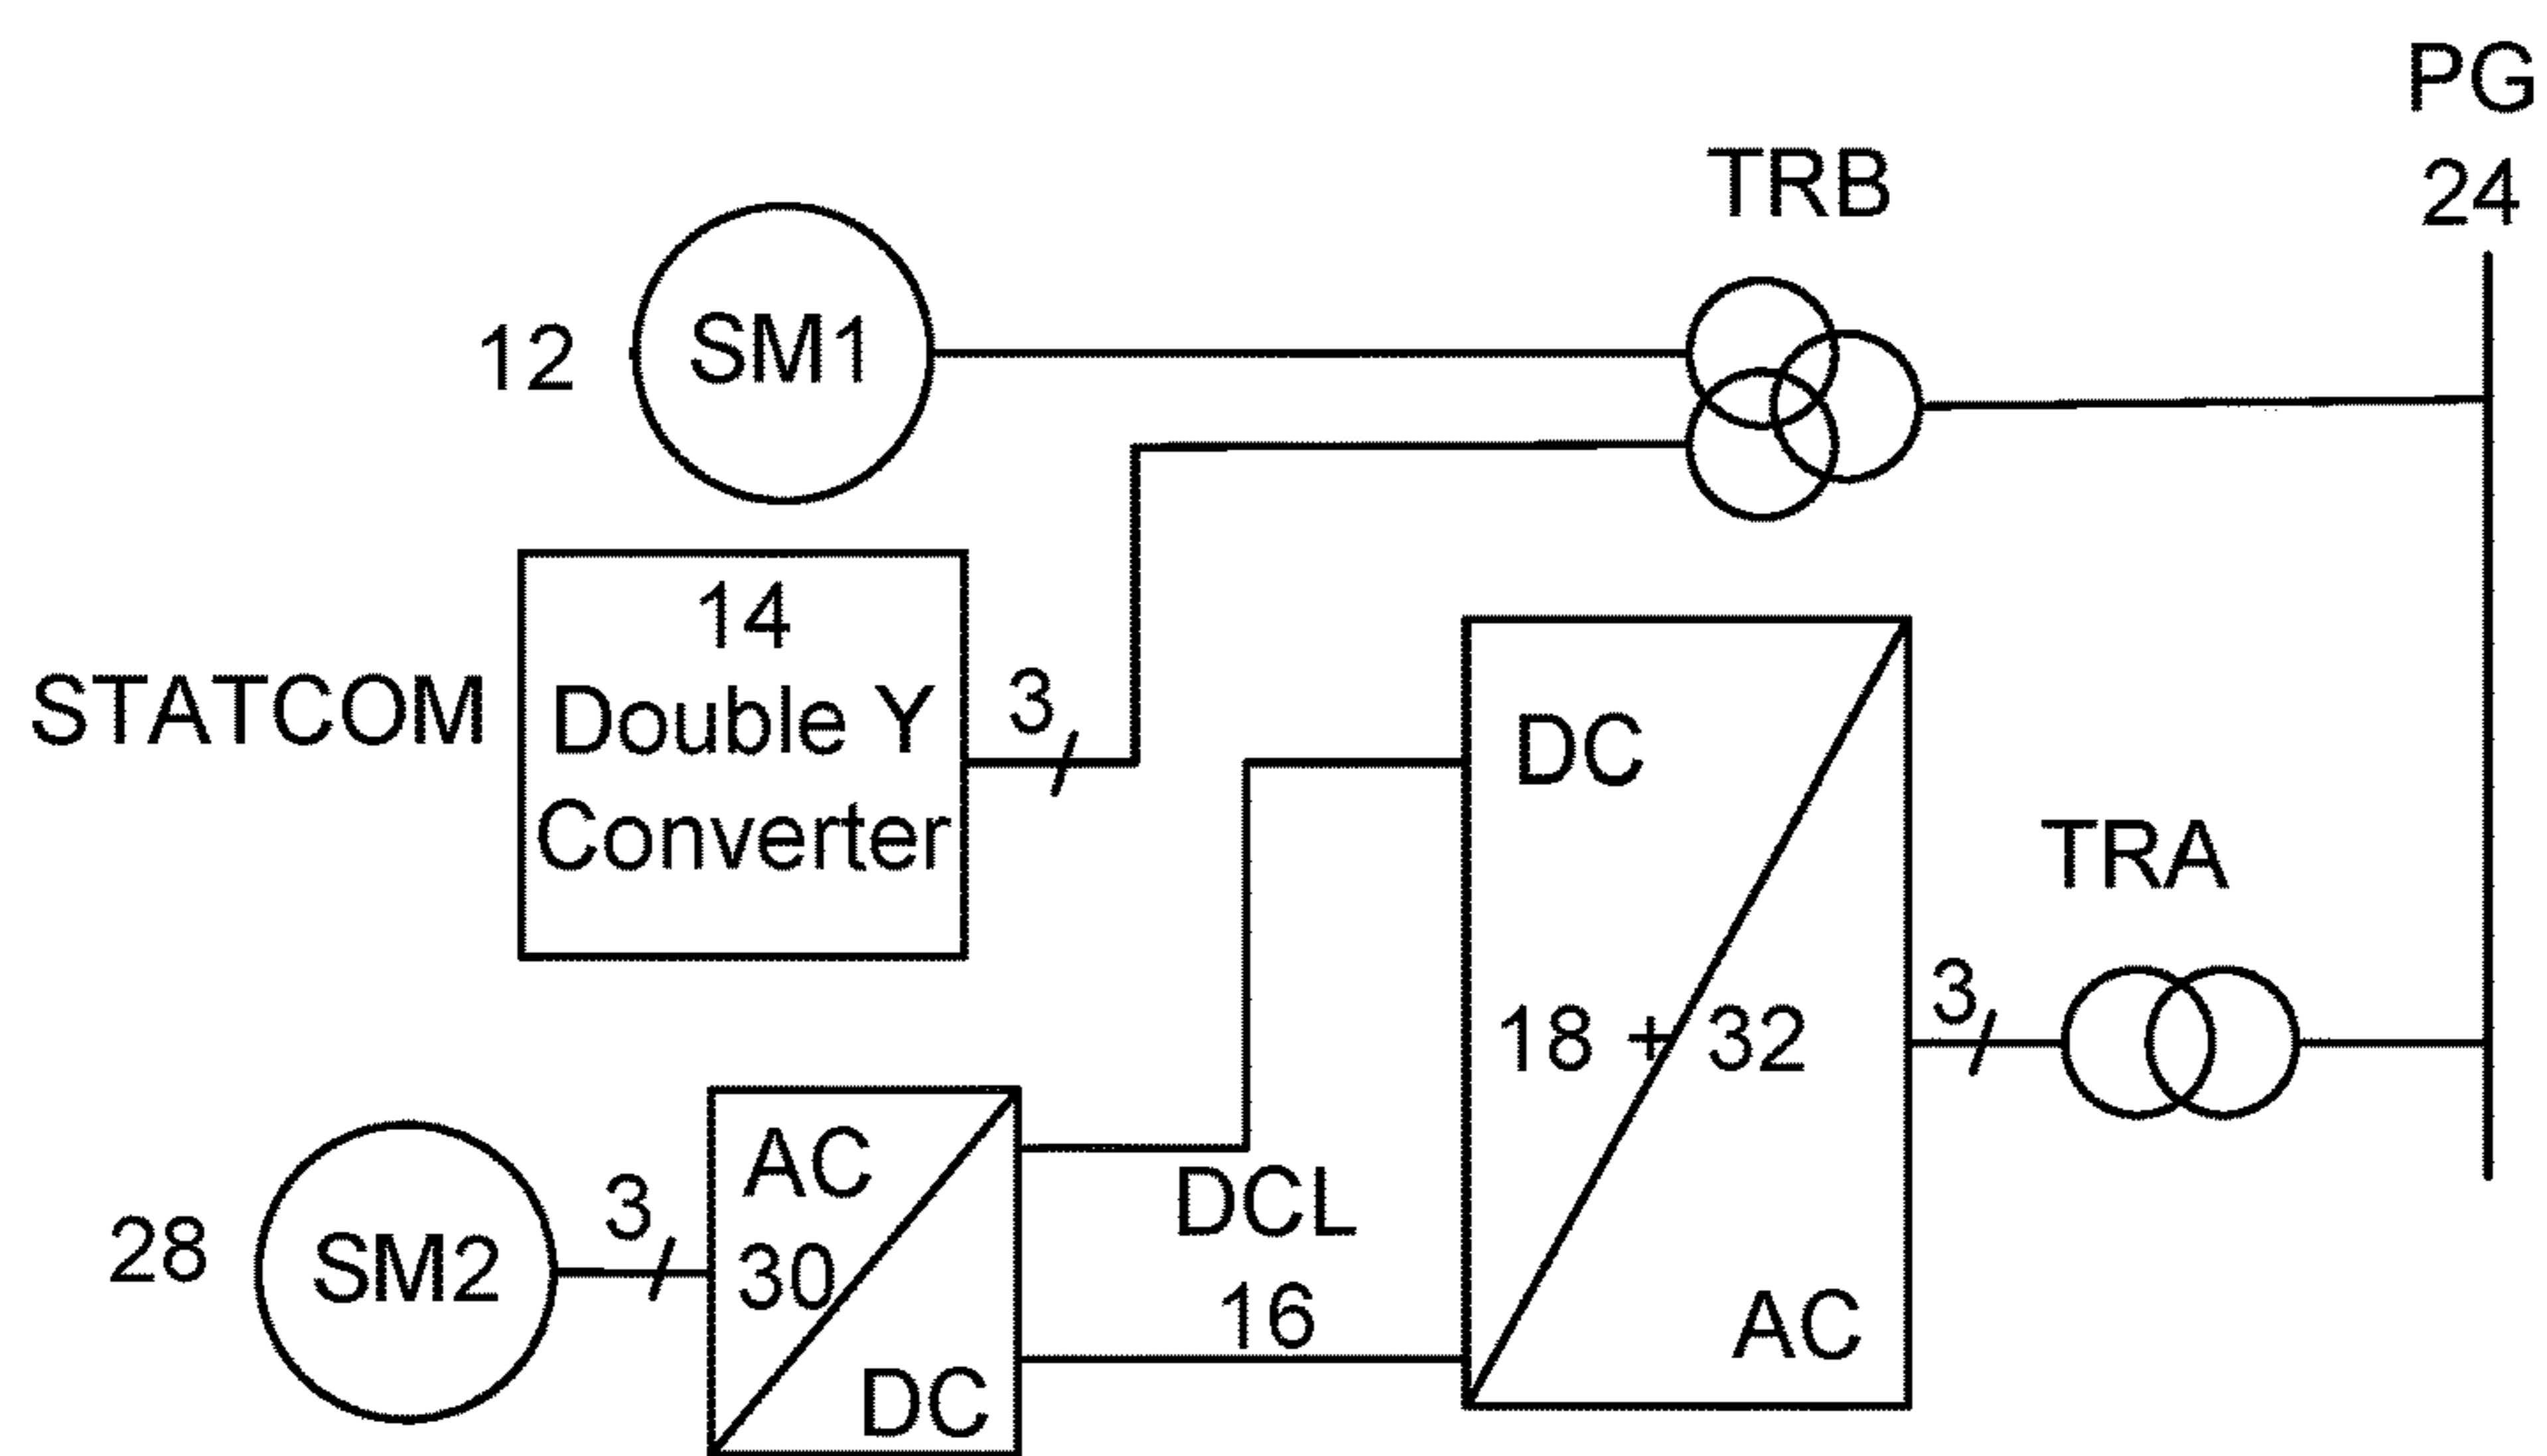 PG
24
TRB
12
SM1
STATCOM
14
Double Y
Converter
3
DC
18 + 32
AC
TRA
3
28
SM2
3
AC
30
DC
DCL
16